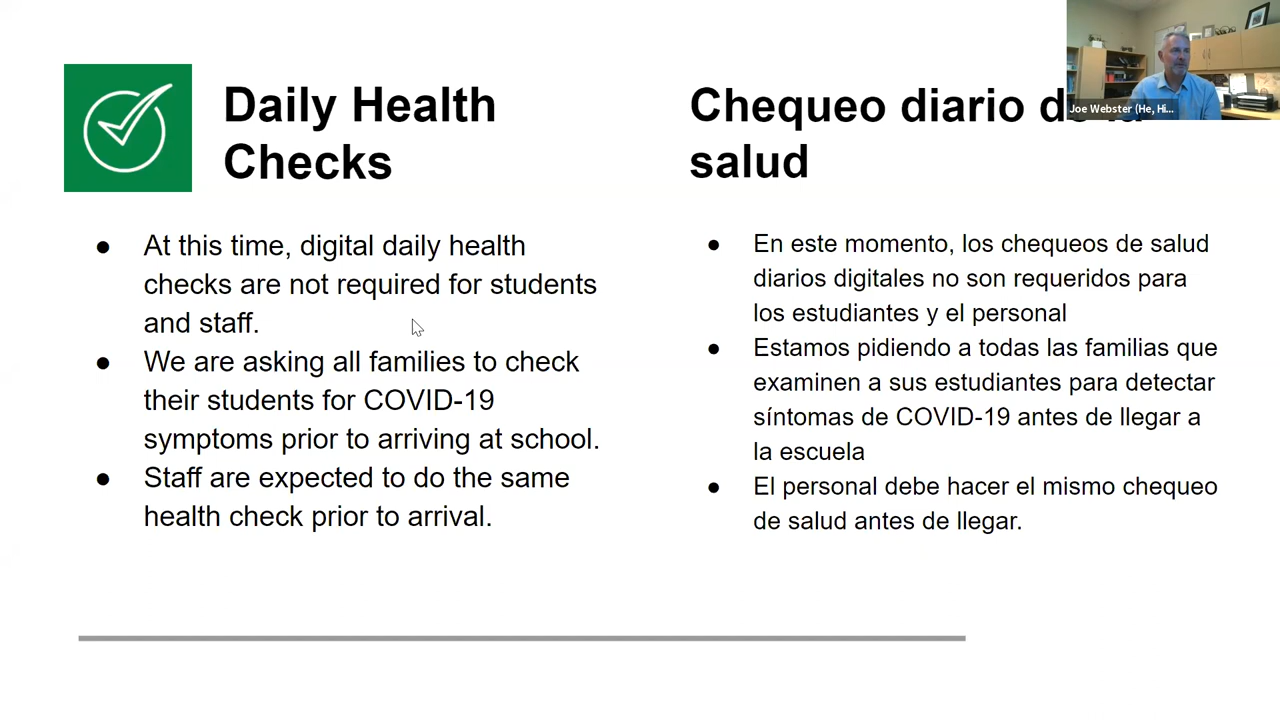 Daily Health
Checks
At this time, digital daily health
checks are not required for students
and staff.
We are asking all families to check
their students for COVID-19
symptoms prior to arriving at school.
Staff are expected to do the same
health check prior to arrival.
Chequeo diario de la
salud
En este momento, los chequeos de salud
diarios digitales no son requeridos para
los estudiantes y el personal
Estamos pidiendo a todas las familias que
examinen a sus estudiantes para detectar
síntomas de COVID-19 antes de llegar a
la escuela
El personal debe hacer el mismo chequeo
de salud antes de llegar.
Joe Webster (He, Hi...